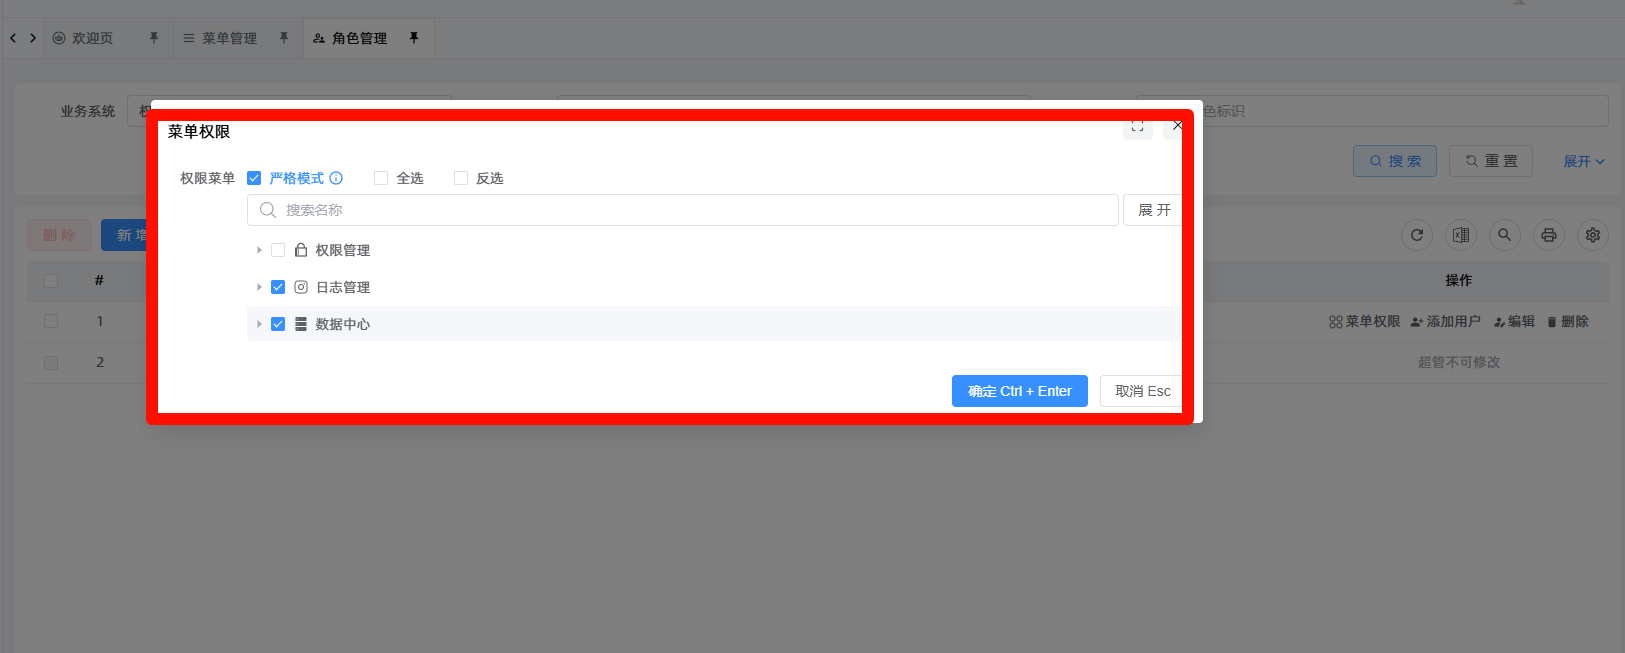 欢迎页 菜单管理 角色管理
业务系统 权 色标识
搜 索 重 置 展开
删 除 新 增
# 操作
1 菜单权限 添加用户 编辑 删除
2 超管不可修改
菜单权限
权限菜单 严格模式 全选 反选
搜索名称 展 开
权限管理
日志管理
数据中心
确定 Ctrl + Enter 取消 Esc